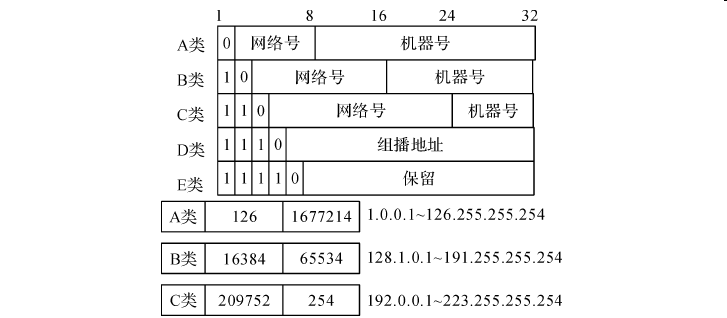 1 8 16 24 32
A类 0 网络号 机器号
B类 1 0 网络号 机器号
C类 1 1 0 网络号 机器号
D类 1 1 1 0 组播地址
E类 1 1 1 1 0 保留
A类 126 1677214 1.0.0.1~126.255.255.254
B类 16384 65534 128.1.0.1~191.255.255.254
C类 209752 254 192.0.0.1~223.255.255.254